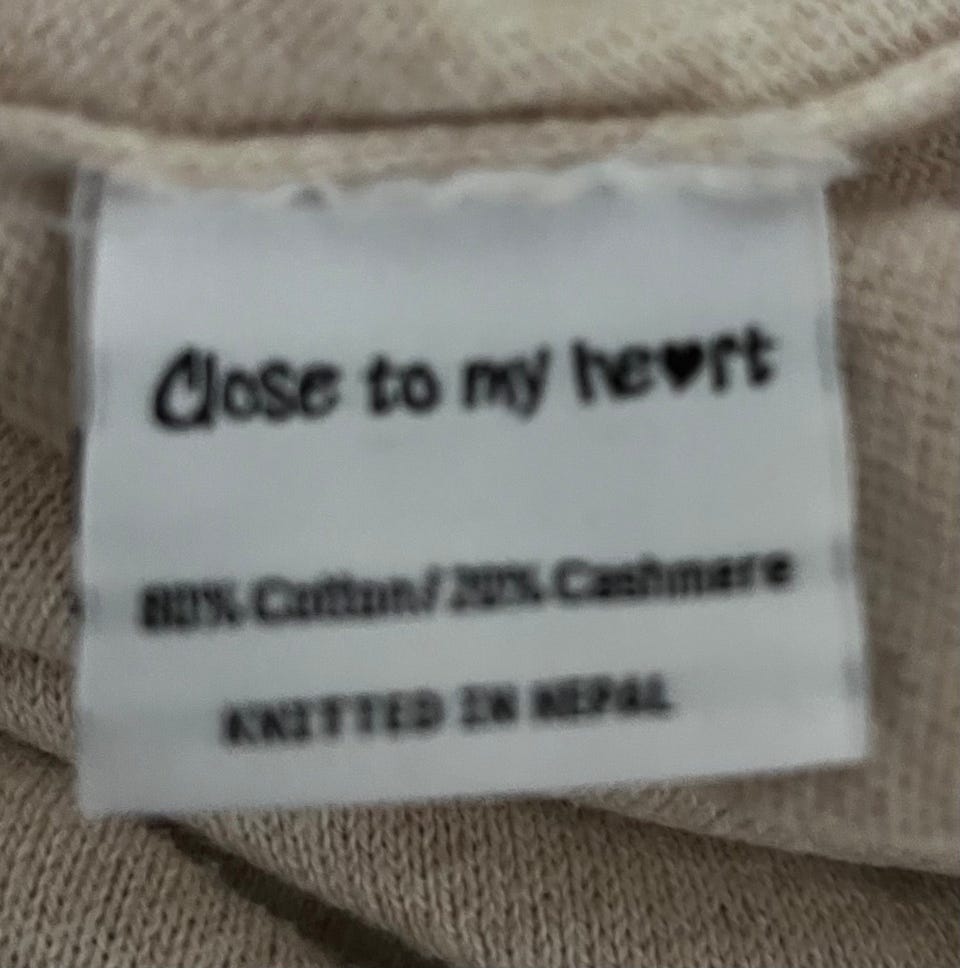 Close to my he♥rt
80% Cotton/20% Cashmere
KNITTED IN NEPAL